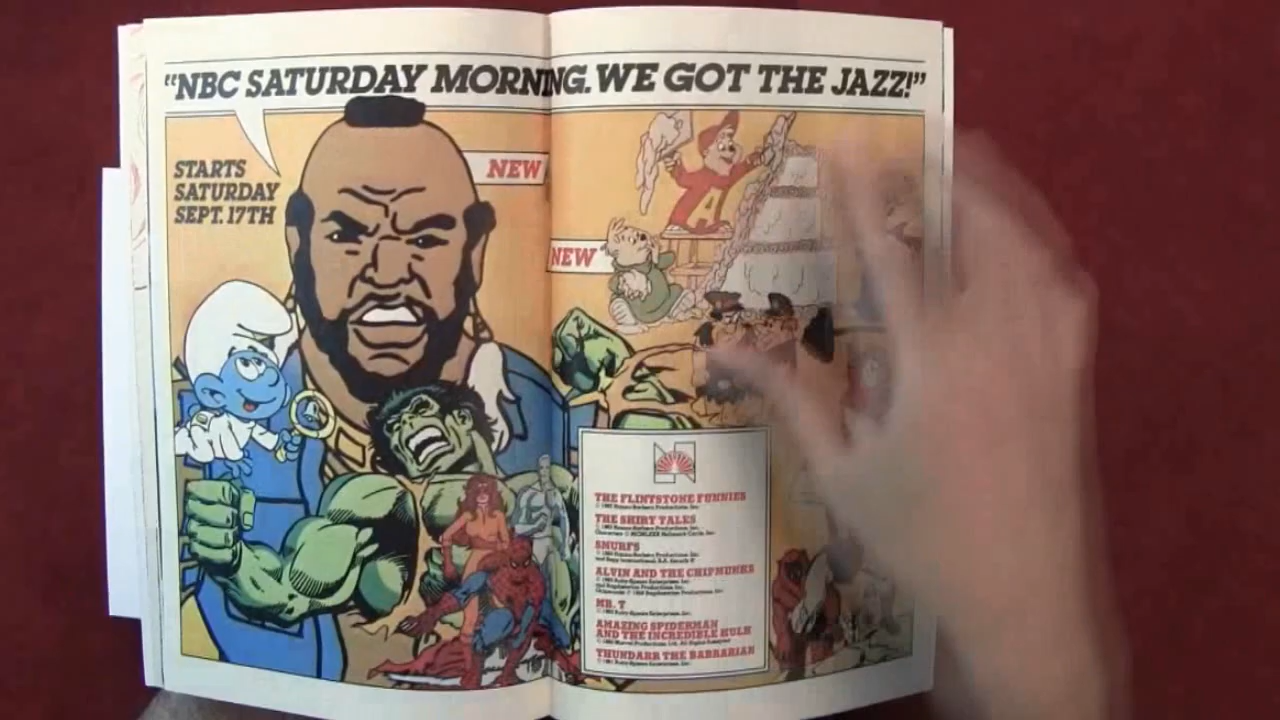 "NBC SATURDAY MORNING. WE GOT THE JAZZ!"
STARTS
SATURDAY
SEPT. 17TH
NEW
NEW
A
THE FLINTSTONE FUNNIES
THE SHIRT TALES
SMURFS
ALVIN AND THE CHIPMUNKS
MR. T
AMAZING SPIDERMAN
AND THE INCREDIBLE HULK
THUNDARR THE BARBARIAN